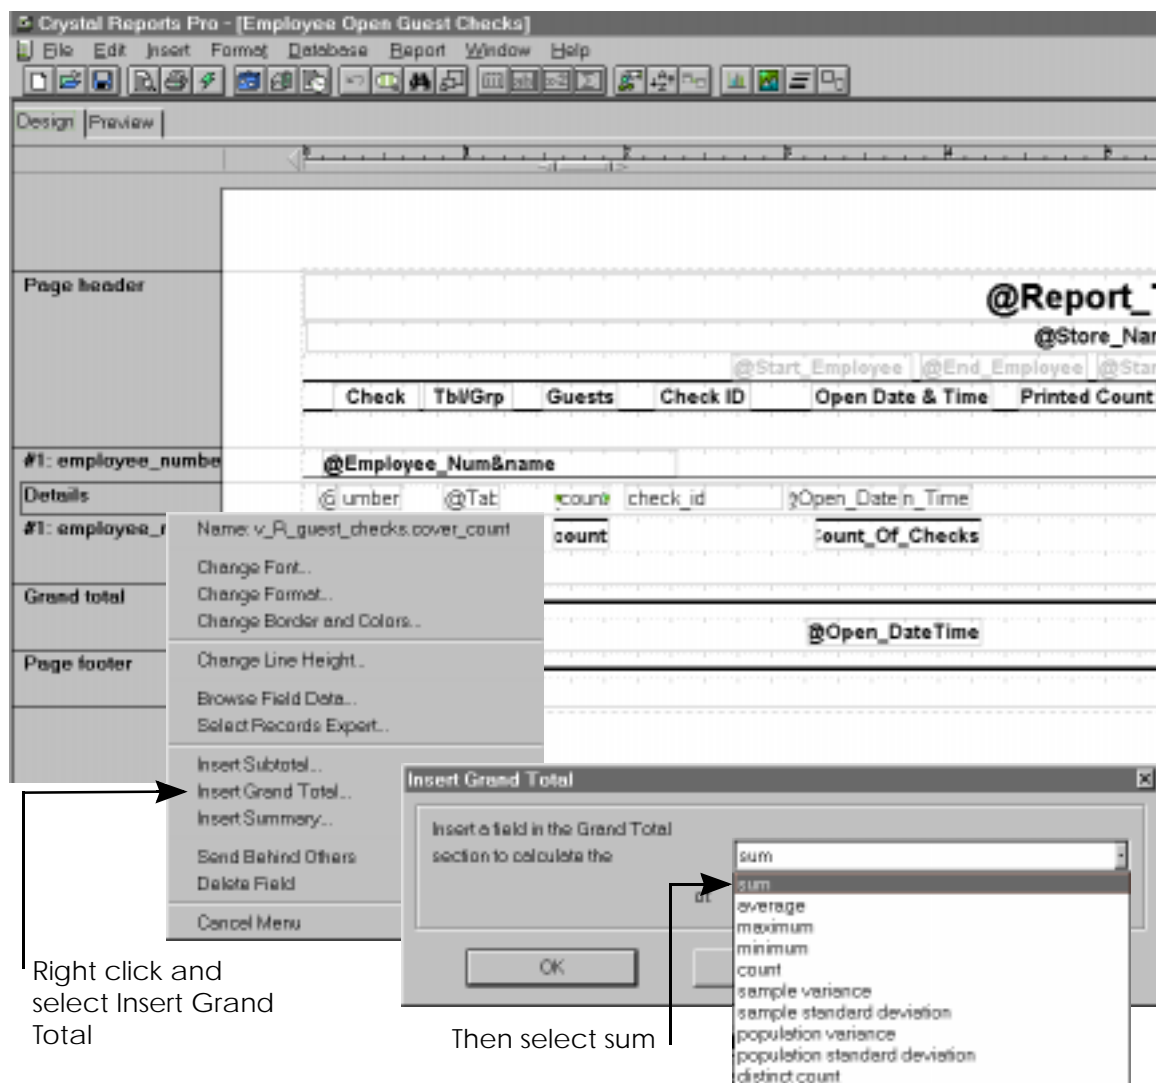 Crystal Reports Pro - [Employee Open Guest Checks]
File Edit Insert Format Database Report Window Help
Design Preview
Page header
@Report_
@Store_Nar
@Start_Employee @End_Employee @Star
Check Tbl/Grp Guests Check ID Open Date & Time Printed Count
#1: employee_numbe
@Employee_Num&name
Details
@ umber @Tab count check_id @Open_Date n_Time
#1: employee_r
count Count_Of_Checks
Grand total
@Open_DateTime
Page footer
Name: v_R_guest_checks.cover_count
Change Font...
Change Format...
Change Border and Colors...
Change Line Height...
Browse Field Data...
Select Records Expert...
Insert Subtotal...
Insert Grand Total...
Insert Summary...
Send Behind Others
Delete Field
Cancel Menu
Insert Grand Total
Insert a field in the Grand Total
section to calculate the
sum
of
sum
average
maximum
minimum
count
sample variance
sample standard deviation
population variance
population standard deviation
distinct count
OK
Right click and
select Insert Grand
Total
Then select sum